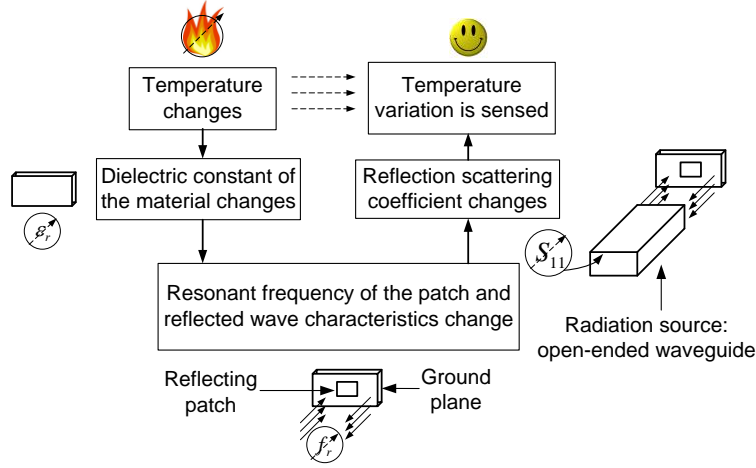 Temperature
changes
Temperature
variation is sensed
Dielectric constant of
the material changes
Reflection scattering
coefficient changes
εr
S11
Resonant frequency of the patch and
reflected wave characteristics change
Radiation source:
open-ended waveguide
Reflecting
patch
Ground
plane
fr